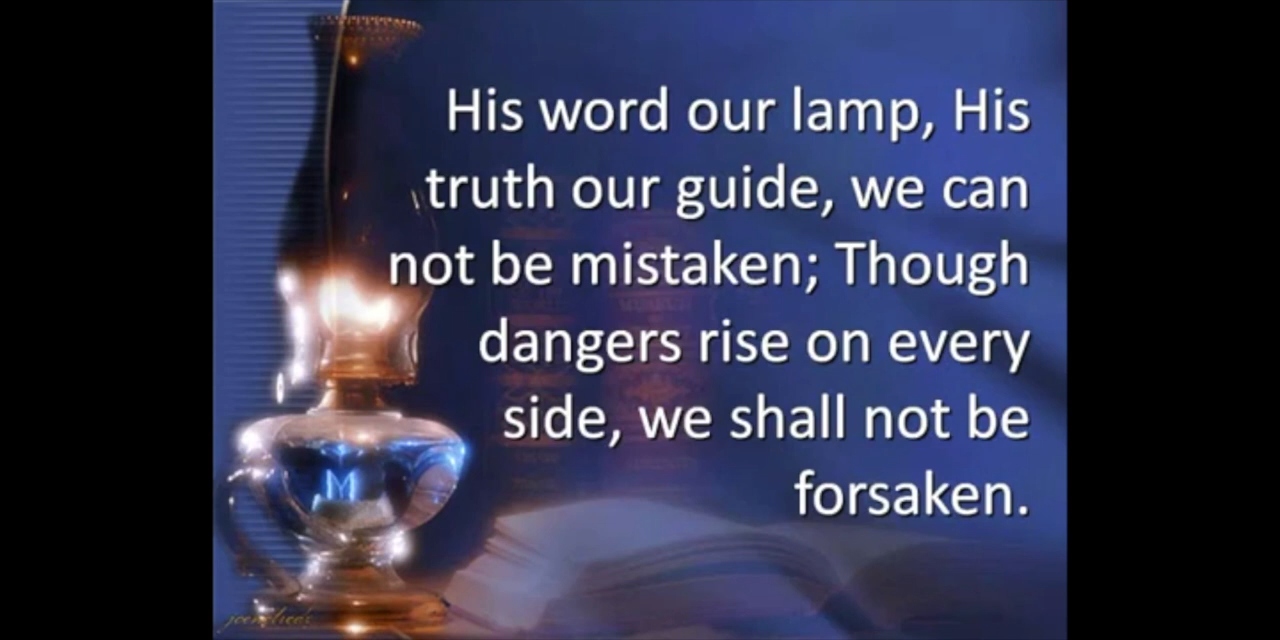 His word our lamp, His
truth our guide, we can
not be mistaken; Though
dangers rise on every
side, we shall not be
forsaken.